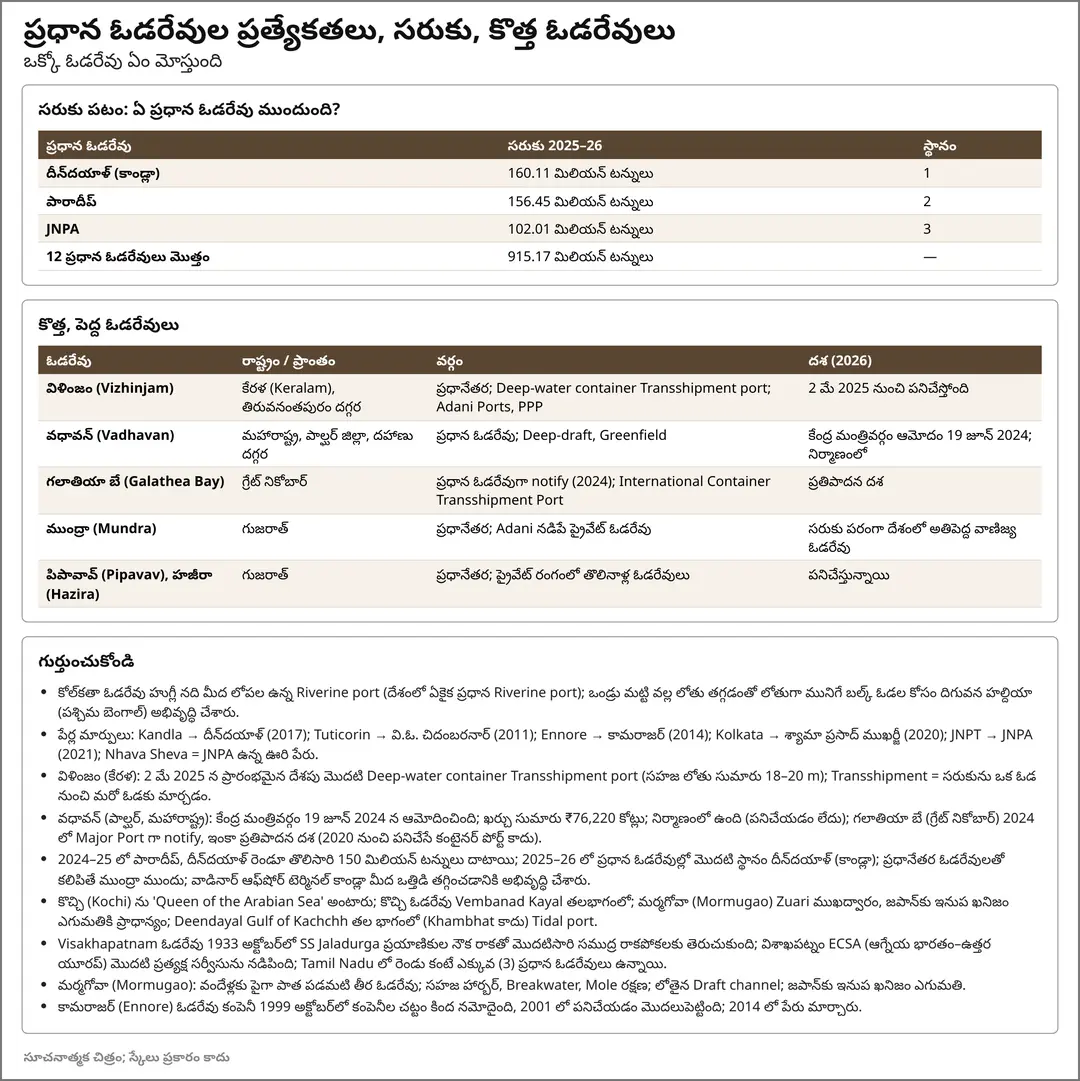 ప్రధాన ఓడరేవుల ప్రత్యేకతలు, సరుకు, కొత్త ఓడరేవులు
ఒక్కో ఓడరేవు ఏం మోస్తుంది
సరుకు పటం: ఏ ప్రధాన ఓడరేవు ముందుంది?
ప్రధాన ఓడరేవు సరుకు 2025–26 స్థానం
దీన్‌దయాళ్ (కాండ్లా) 160.11 మిలియన్ టన్నులు 1
పారాదీప్ 156.45 మిలియన్ టన్నులు 2
JNPA 102.01 మిలియన్ టన్నులు 3
12 ప్రధాన ఓడరేవులు మొత్తం 915.17 మిలియన్ టన్నులు —
కొత్త, పెద్ద ఓడరేవులు
ఓడరేవు రాష్ట్రం / ప్రాంతం వర్గం దశ (2026)
విళింజం (Vizhinjam) కేరళ (Keralam), ప్రధానేతర; Deep-water container Transshipment port; 2 మే 2025 నుంచి పనిచేస్తోంది
తిరువనంతపురం దగ్గర Adani Ports, PPP
వధావన్ (Vadhavan) మహారాష్ట్ర, పాల్ఘర్ జిల్లా, దహాణు ప్రధాన ఓడరేవు; Deep-draft, Greenfield కేంద్ర మంత్రివర్గం ఆమోదం 19 జూన్ 2024;
దగ్గర నిర్మాణంలో
గలాతియా బే (Galathea Bay) గ్రేట్ నికోబార్ ప్రధాన ఓడరేవుగా notify (2024); International Container ప్రతిపాదన దశ
Transshipment Port
ముంద్రా (Mundra) గుజరాత్ ప్రధానేతర; Adani నడిపే ప్రైవేట్ ఓడరేవు సరుకు పరంగా దేశంలో అతిపెద్ద వాణిజ్య
ఓడరేవు
పిపావావ్ (Pipavav), హజీరా గుజరాత్ ప్రధానేతర; ప్రైవేట్ రంగంలో తొలినాళ్ల ఓడరేవులు పనిచేస్తున్నాయి
(Hazira)
గుర్తుంచుకోండి
• కోల్‌కతా ఓడరేవు హుగ్లీ నది మీద లోపల ఉన్న Riverine port (దేశంలో ఏకైక ప్రధాన Riverine port); ఒండ్రు మట్టి వల్ల లోతు తగ్గడంతో లోతుగా మునిగే బల్క్ ఓడల కోసం దిగువన హల్దియా
(పశ్చిమ బెంగాల్) అభివృద్ధి చేశారు.
• పేర్ల మార్పులు: Kandla → దీన్‌దయాళ్ (2017); Tuticorin → వి.ఓ. చిదంబరనార్ (2011); Ennore → కామరాజర్ (2014); Kolkata → శ్యామా ప్రసాద్ ముఖర్జీ (2020); JNPT → JNPA
(2021); Nhava Sheva = JNPA ఉన్న ఊరి పేరు.
• విళింజం (కేరళ): 2 మే 2025 న ప్రారంభమైన దేశపు మొదటి Deep-water container Transshipment port (సహజ లోతు సుమారు 18–20 m); Transshipment = సరుకును ఒక ఓడ
నుంచి మరో ఓడకు మార్చడం.
• వధావన్ (పాల్ఘర్, మహారాష్ట్ర): కేంద్ర మంత్రివర్గం 19 జూన్ 2024 న ఆమోదించింది; ఖర్చు సుమారు ₹76,220 కోట్లు; నిర్మాణంలో ఉంది (పనిచేయడం లేదు); గలాతియా బే (గ్రేట్ నికోబార్) 2024
లో Major Port గా notify, ఇంకా ప్రతిపాదన దశ (2020 నుంచి పనిచేసే కంటైనర్ పోర్ట్ కాదు).
• 2024–25 లో పారాదీప్, దీన్‌దయాళ్ రెండూ తొలిసారి 150 మిలియన్ టన్నులు దాటాయి; 2025–26 లో ప్రధాన ఓడరేవుల్లో మొదటి స్థానం దీన్‌దయాళ్ (కాండ్లా); ప్రధానేతర ఓడరేవులతో
కలిపితే ముంద్రా ముందు; వాడినార్ ఆఫ్‌షోర్ టెర్మినల్ కాండ్లా మీద ఒత్తిడి తగ్గించడానికి అభివృద్ధి చేశారు.
• కొచ్చి (Kochi) ను 'Queen of the Arabian Sea' అంటారు; కొచ్చి ఓడరేవు Vembanad Kayal తలభాగంలో; మర్మగోవా (Mormugao) Zuari ముఖద్వారం, జపాన్‌కు ఇనుప ఖనిజం
ఎగుమతికి ప్రాధాన్యం; Deendayal Gulf of Kachchh తల భాగంలో (Khambhat కాదు) Tidal port.
• Visakhapatnam ఓడరేవు 1933 అక్టోబర్‌లో SS Jaladurga ప్రయాణికుల నౌక రాకతో మొదటిసారి సముద్ర రాకపోకలకు తెరుచుకుంది; విశాఖపట్నం ECSA (ఆగ్నేయ భారతం–ఉత్తర
యూరప్) మొదటి ప్రత్యక్ష సర్వీసును నడిపింది; Tamil Nadu లో రెండు కంటే ఎక్కువ (3) ప్రధాన ఓడరేవులు ఉన్నాయి.
• మర్మగోవా (Mormugao): వందేళ్లకు పైగా పాత పడమటి తీర ఓడరేవు; సహజ హార్బర్, Breakwater, Mole రక్షణ; లోతైన Draft channel; జపాన్‌కు ఇనుప ఖనిజం ఎగుమతి.
• కామరాజర్ (Ennore) ఓడరేవు కంపెనీ 1999 అక్టోబర్‌లో కంపెనీల చట్టం కింద నమోదైంది, 2001 లో పనిచేయడం మొదలుపెట్టింది; 2014 లో పేరు మార్చారు.
సూచనాత్మక చిత్రం; స్కేలు ప్రకారం కాదు